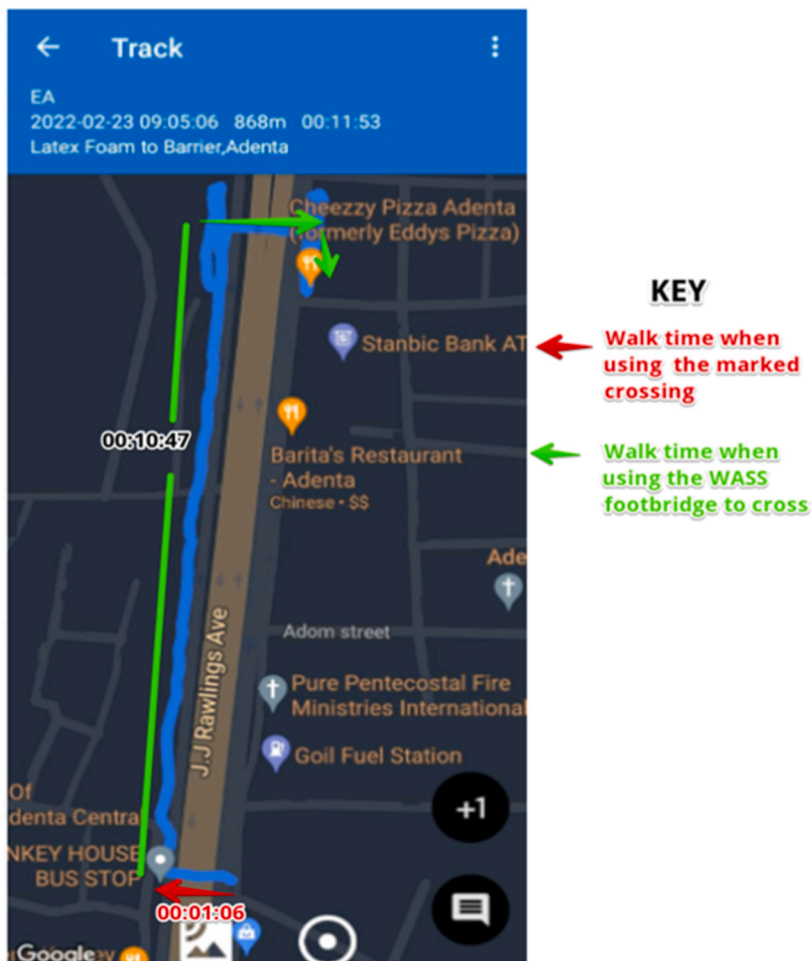 Track
EA
2022-02-23 09:05:06 868m 00:11:53
Latex Foam to Barrier,Adenta
Cheezzy Pizza Adenta
(formerly Eddys Pizza)
KEY
Stanbic Bank AT
Walk time when
using the marked
crossing
00:10:47
Barita's Restaurant
- Adenta
Chinese • $$
Walk time when
using the WASS
footbridge to cross
Ade
Adom street
J.J Rawlings Ave
Pure Pentecostal Fire
Ministries International
Goil Fuel Station
Of
denta Central
+1
NKEY HOUSE
BUS STOP
00:01:06
Google